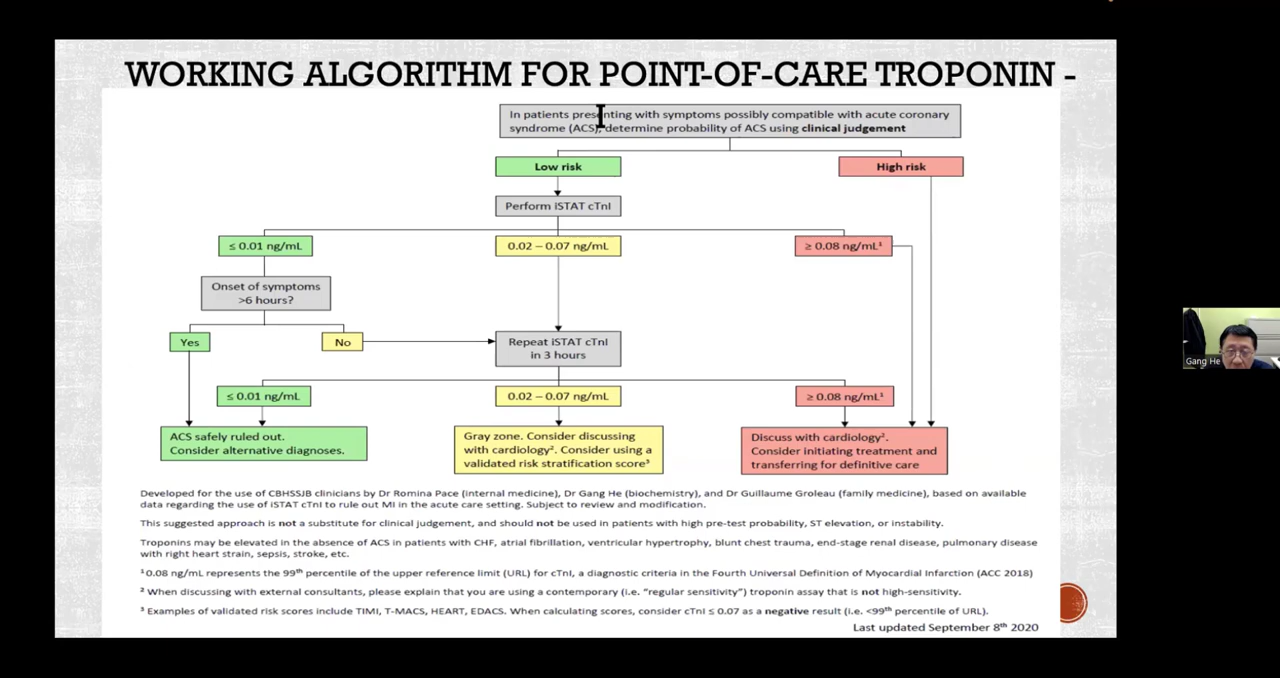 WORKING ALGORITHM FOR POINT-OF-CARE TROPONIN -
In patients presenting with symptoms possibly compatible with acute coronary
syndrome (ACS), determine probability of ACS using clinical judgement
Low risk
High risk
Perform iSTAT cTnI
≤ 0.01 ng/mL
0.02 – 0.07 ng/mL
≥ 0.08 ng/mL¹
Onset of symptoms
>6 hours?
Yes
No
Repeat iSTAT cTnI
in 3 hours
≤ 0.01 ng/mL
0.02 – 0.07 ng/mL
≥ 0.08 ng/mL¹
ACS safely ruled out.
Consider alternative diagnoses.
Gray zone. Consider discussing
with cardiology². Consider using a
validated risk stratification score³
Discuss with cardiology².
Consider initiating treatment and
transferring for definitive care
Developed for the use of CBHSSJB clinicians by Dr Romina Pace (internal medicine), Dr Gang He (biochemistry), and Dr Guillaume Groleau (family medicine), based on available
data regarding the use of iSTAT cTnI to rule out MI in the acute care setting. Subject to review and modification.
This suggested approach is not a substitute for clinical judgement, and should not be used in patients with high pre-test probability, ST elevation, or instability.
Troponins may be elevated in the absence of ACS in patients with CHF, atrial fibrillation, ventricular hypertrophy, blunt chest trauma, end-stage renal disease, pulmonary disease
with right heart strain, sepsis, stroke, etc.
¹ 0.08 ng/mL represents the 99th percentile of the upper reference limit (URL) for cTnI, a diagnostic criteria in the Fourth Universal Definition of Myocardial Infarction (ACC 2018)
² When discussing with external consultants, please explain that you are using a contemporary (i.e. “regular sensitivity”) troponin assay that is not high-sensitivity.
³ Examples of validated risk scores include TIMI, T-MACS, HEART, EDACS. When calculating scores, consider cTnI ≤ 0.07 as a negative result (i.e. <99th percentile of URL).
Last updated September 8th 2020
Gang He